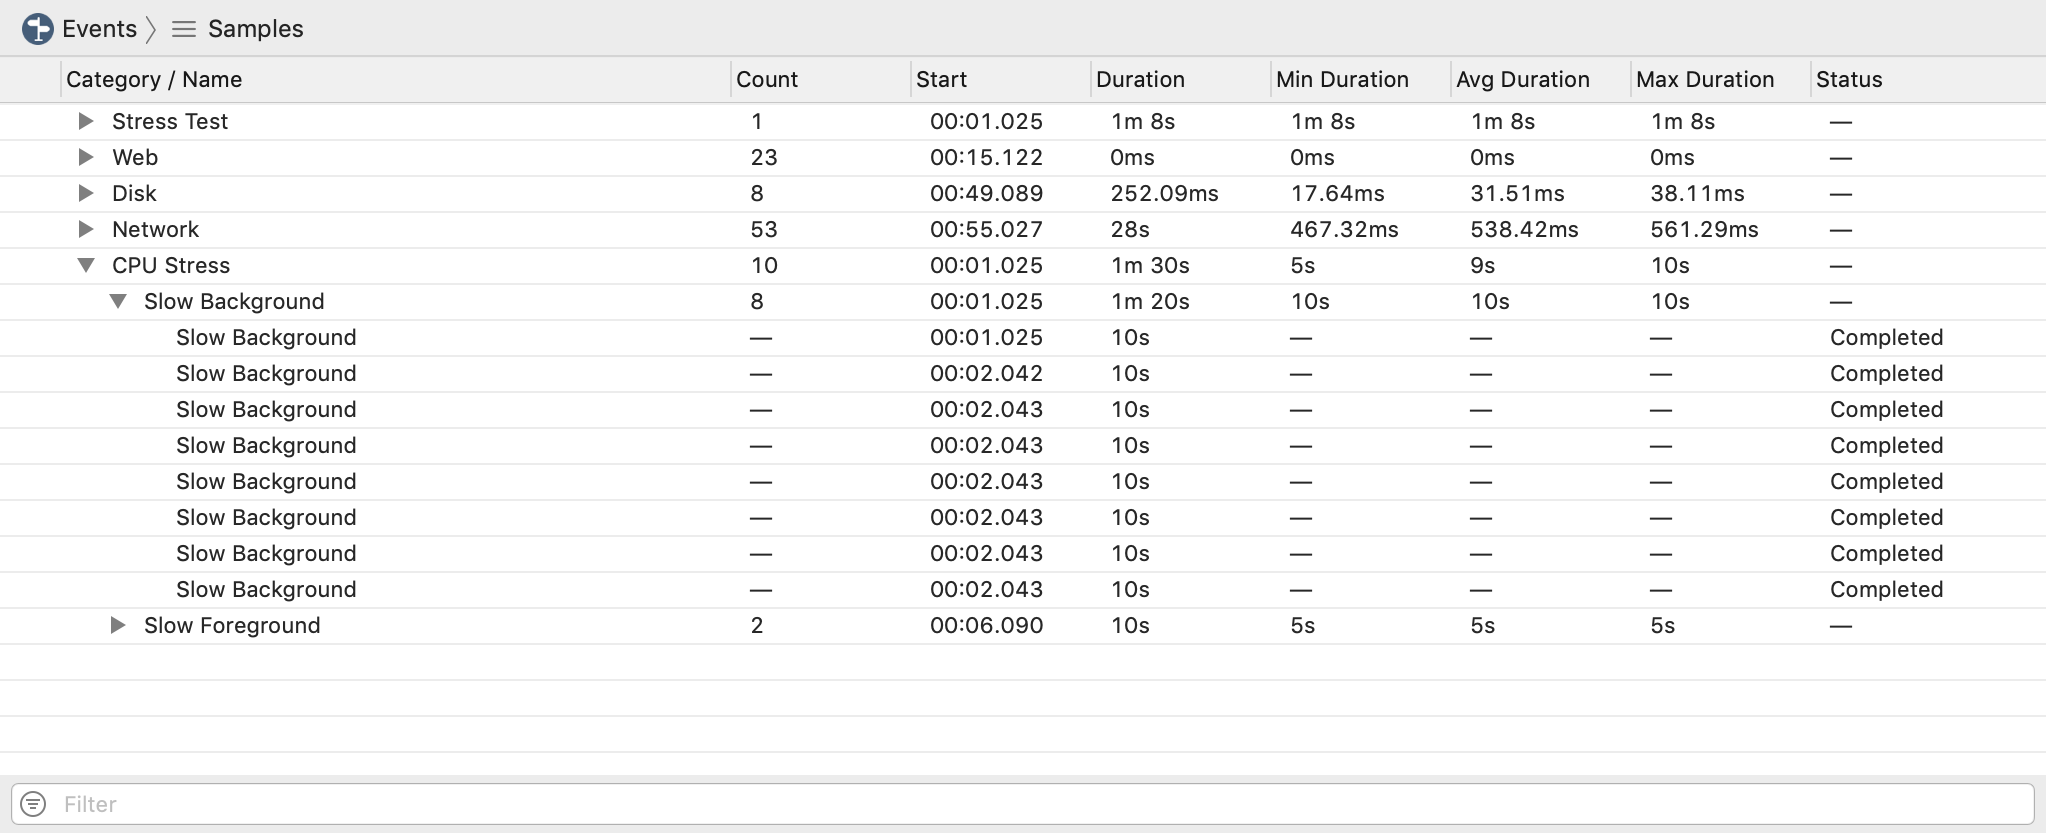 Events Samples
Category / Name Count Start Duration Min Duration Avg Duration Max Duration Status
Stress Test 1 00:01.025 1m 8s 1m 8s 1m 8s 1m 8s —
Web 23 00:15.122 0ms 0ms 0ms 0ms —
Disk 8 00:49.089 252.09ms 17.64ms 31.51ms 38.11ms —
Network 53 00:55.027 28s 467.32ms 538.42ms 561.29ms —
CPU Stress 10 00:01.025 1m 30s 5s 9s 10s —
Slow Background 8 00:01.025 1m 20s 10s 10s 10s —
Slow Background — 00:01.025 10s — — — Completed
Slow Background — 00:02.042 10s — — — Completed
Slow Background — 00:02.043 10s — — — Completed
Slow Background — 00:02.043 10s — — — Completed
Slow Background — 00:02.043 10s — — — Completed
Slow Background — 00:02.043 10s — — — Completed
Slow Background — 00:02.043 10s — — — Completed
Slow Background — 00:02.043 10s — — — Completed
Slow Foreground 2 00:06.090 10s 5s 5s 5s —
Filter